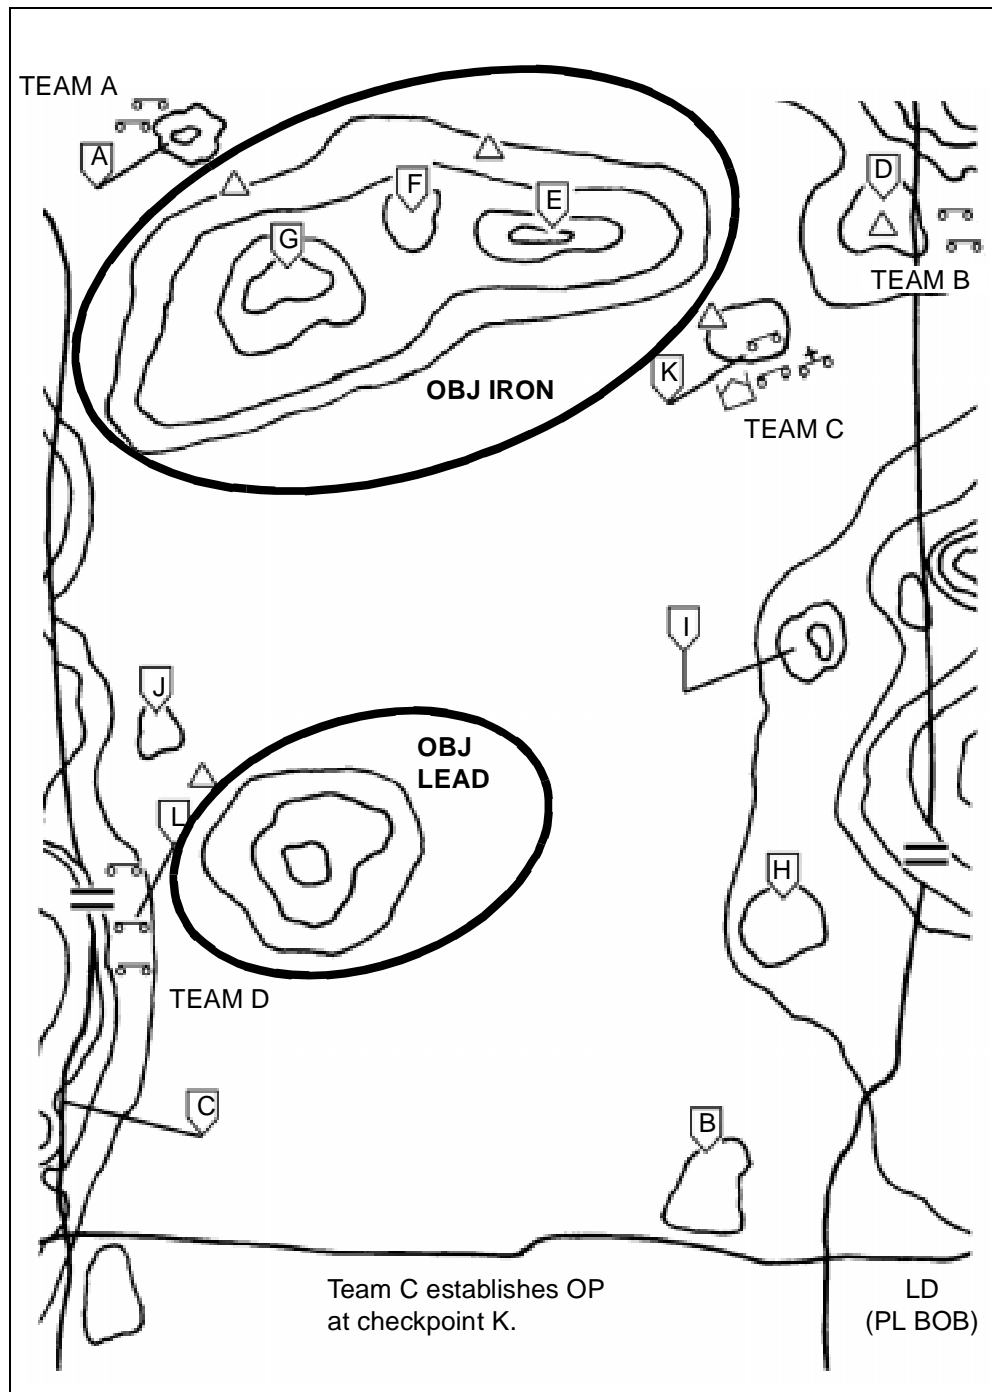 TEAM A
A
F
D
E
G
TEAM B
K
OBJ IRON
TEAM C
I
J
OBJ
LEAD
L
H
TEAM D
C
B
Team C establishes OP
at checkpoint K.
LD
(PL BOB)